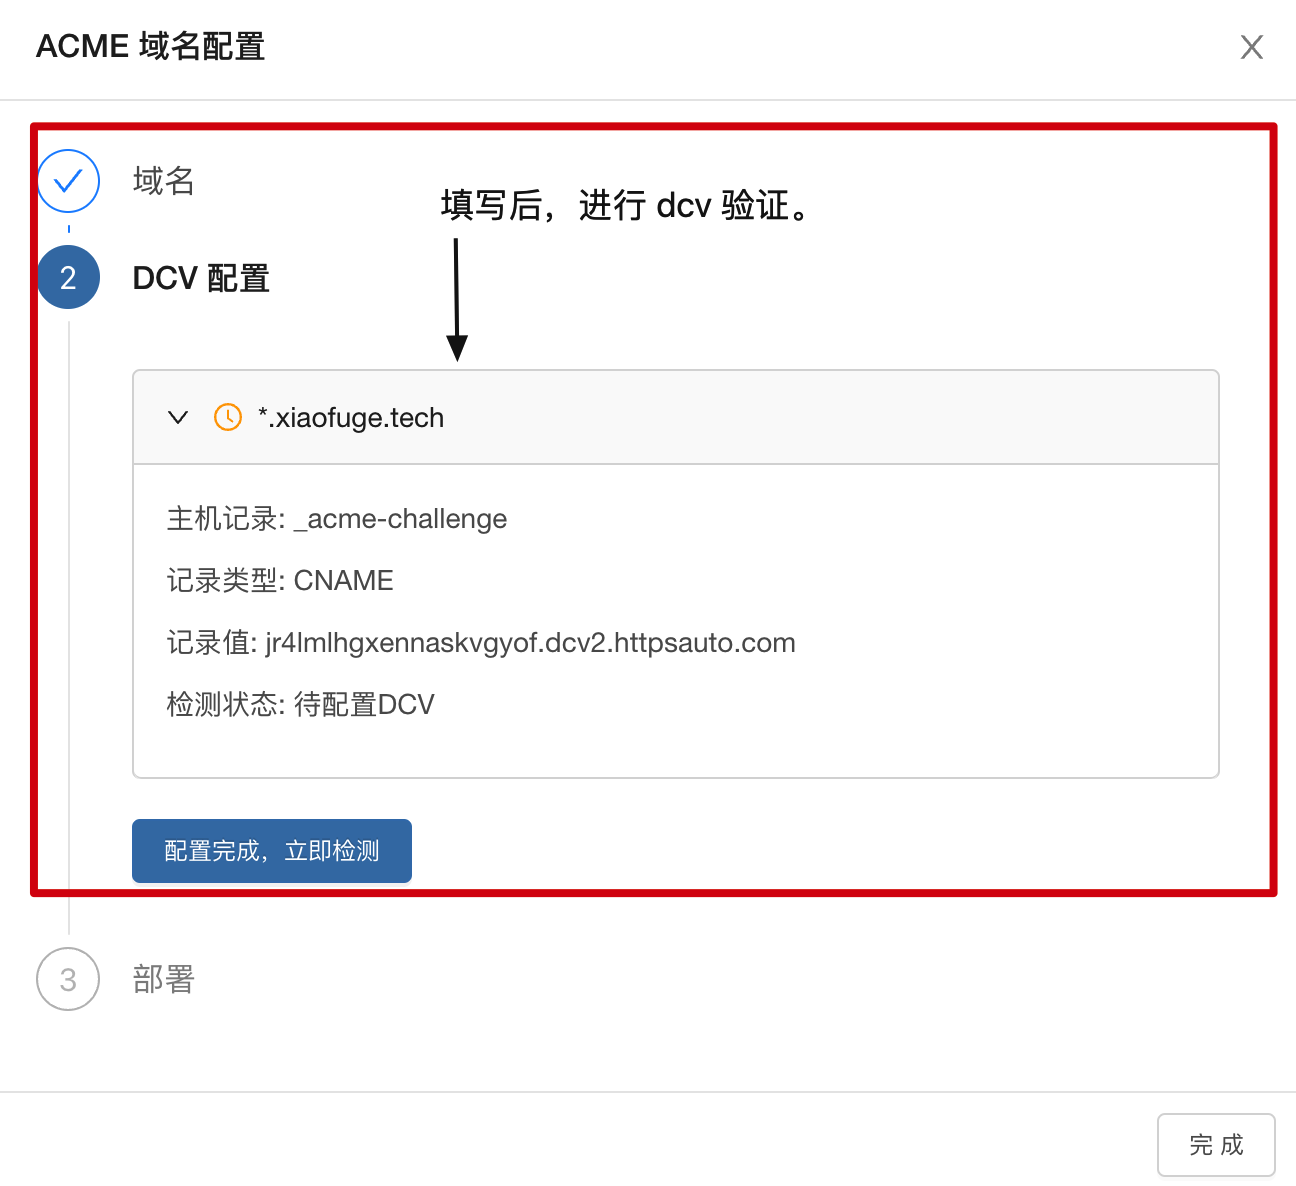 ACME 域名配置
域名
填写后，进行 dcv 验证。
2
DCV 配置
*.xiaofuge.tech
主机记录: _acme-challenge
记录类型: CNAME
记录值: jr4lmlhgxennaskvgyof.dcv2.httpsauto.com
检测状态: 待配置DCV
配置完成，立即检测
3
部署
完 成